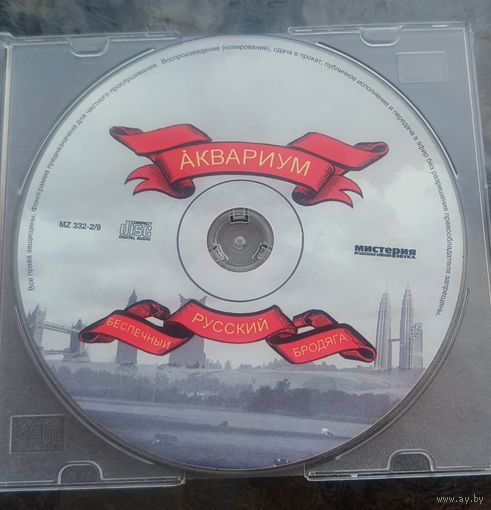 Все права защищены. Фонограмма предназначена для частного прослушивания. Воспроизведение (копирование), сдача в прокат, публичное исполнение и передача в эфир без разрешения правообладателя запрещены.
А̇КВАРИУМ
MZ 332-2/9
COMPACT
disc
DIGITAL AUDIO
мистерия
ЗВУКА
БЕСПЕЧНЫЙ РУССКИЙ БРОДЯГА
www.ay.by